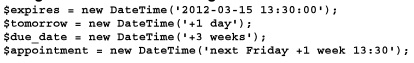 $expires = new DateTime('2012-03-15 13:30:00');
$tomorrow = new DateTime('+1 day');
$due_date = new DateTime('+3 weeks');
$appointment = new DateTime('next Friday +1 week 13:30');